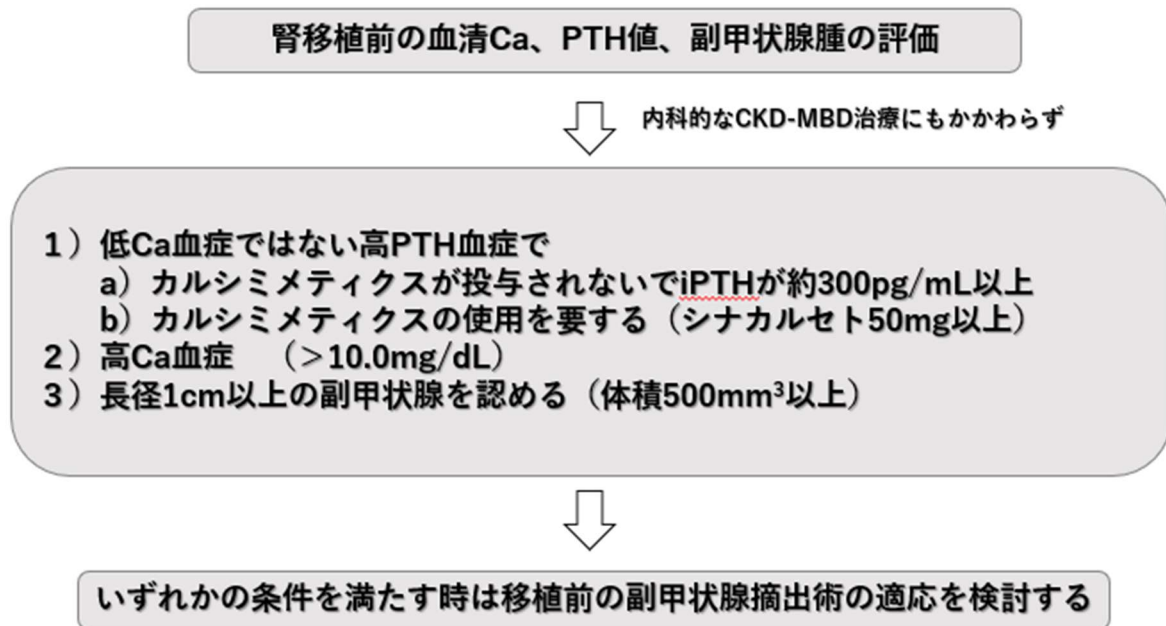 腎移植前の血清Ca、PTH値、副甲状腺腫の評価
内科的なCKD-MBD治療にもかかわらず
1）低Ca血症ではない高PTH血症で
a）カルシミメティクスが投与されないでiPTHが約300pg/mL以上
b）カルシミメティクスの使用を要する（シナカルセト50mg以上）
2）高Ca血症　（＞10.0mg/dL）
3）長径1cm以上の副甲状腺を認める（体積500mm³以上）
いずれかの条件を満たす時は移植前の副甲状腺摘出術の適応を検討する